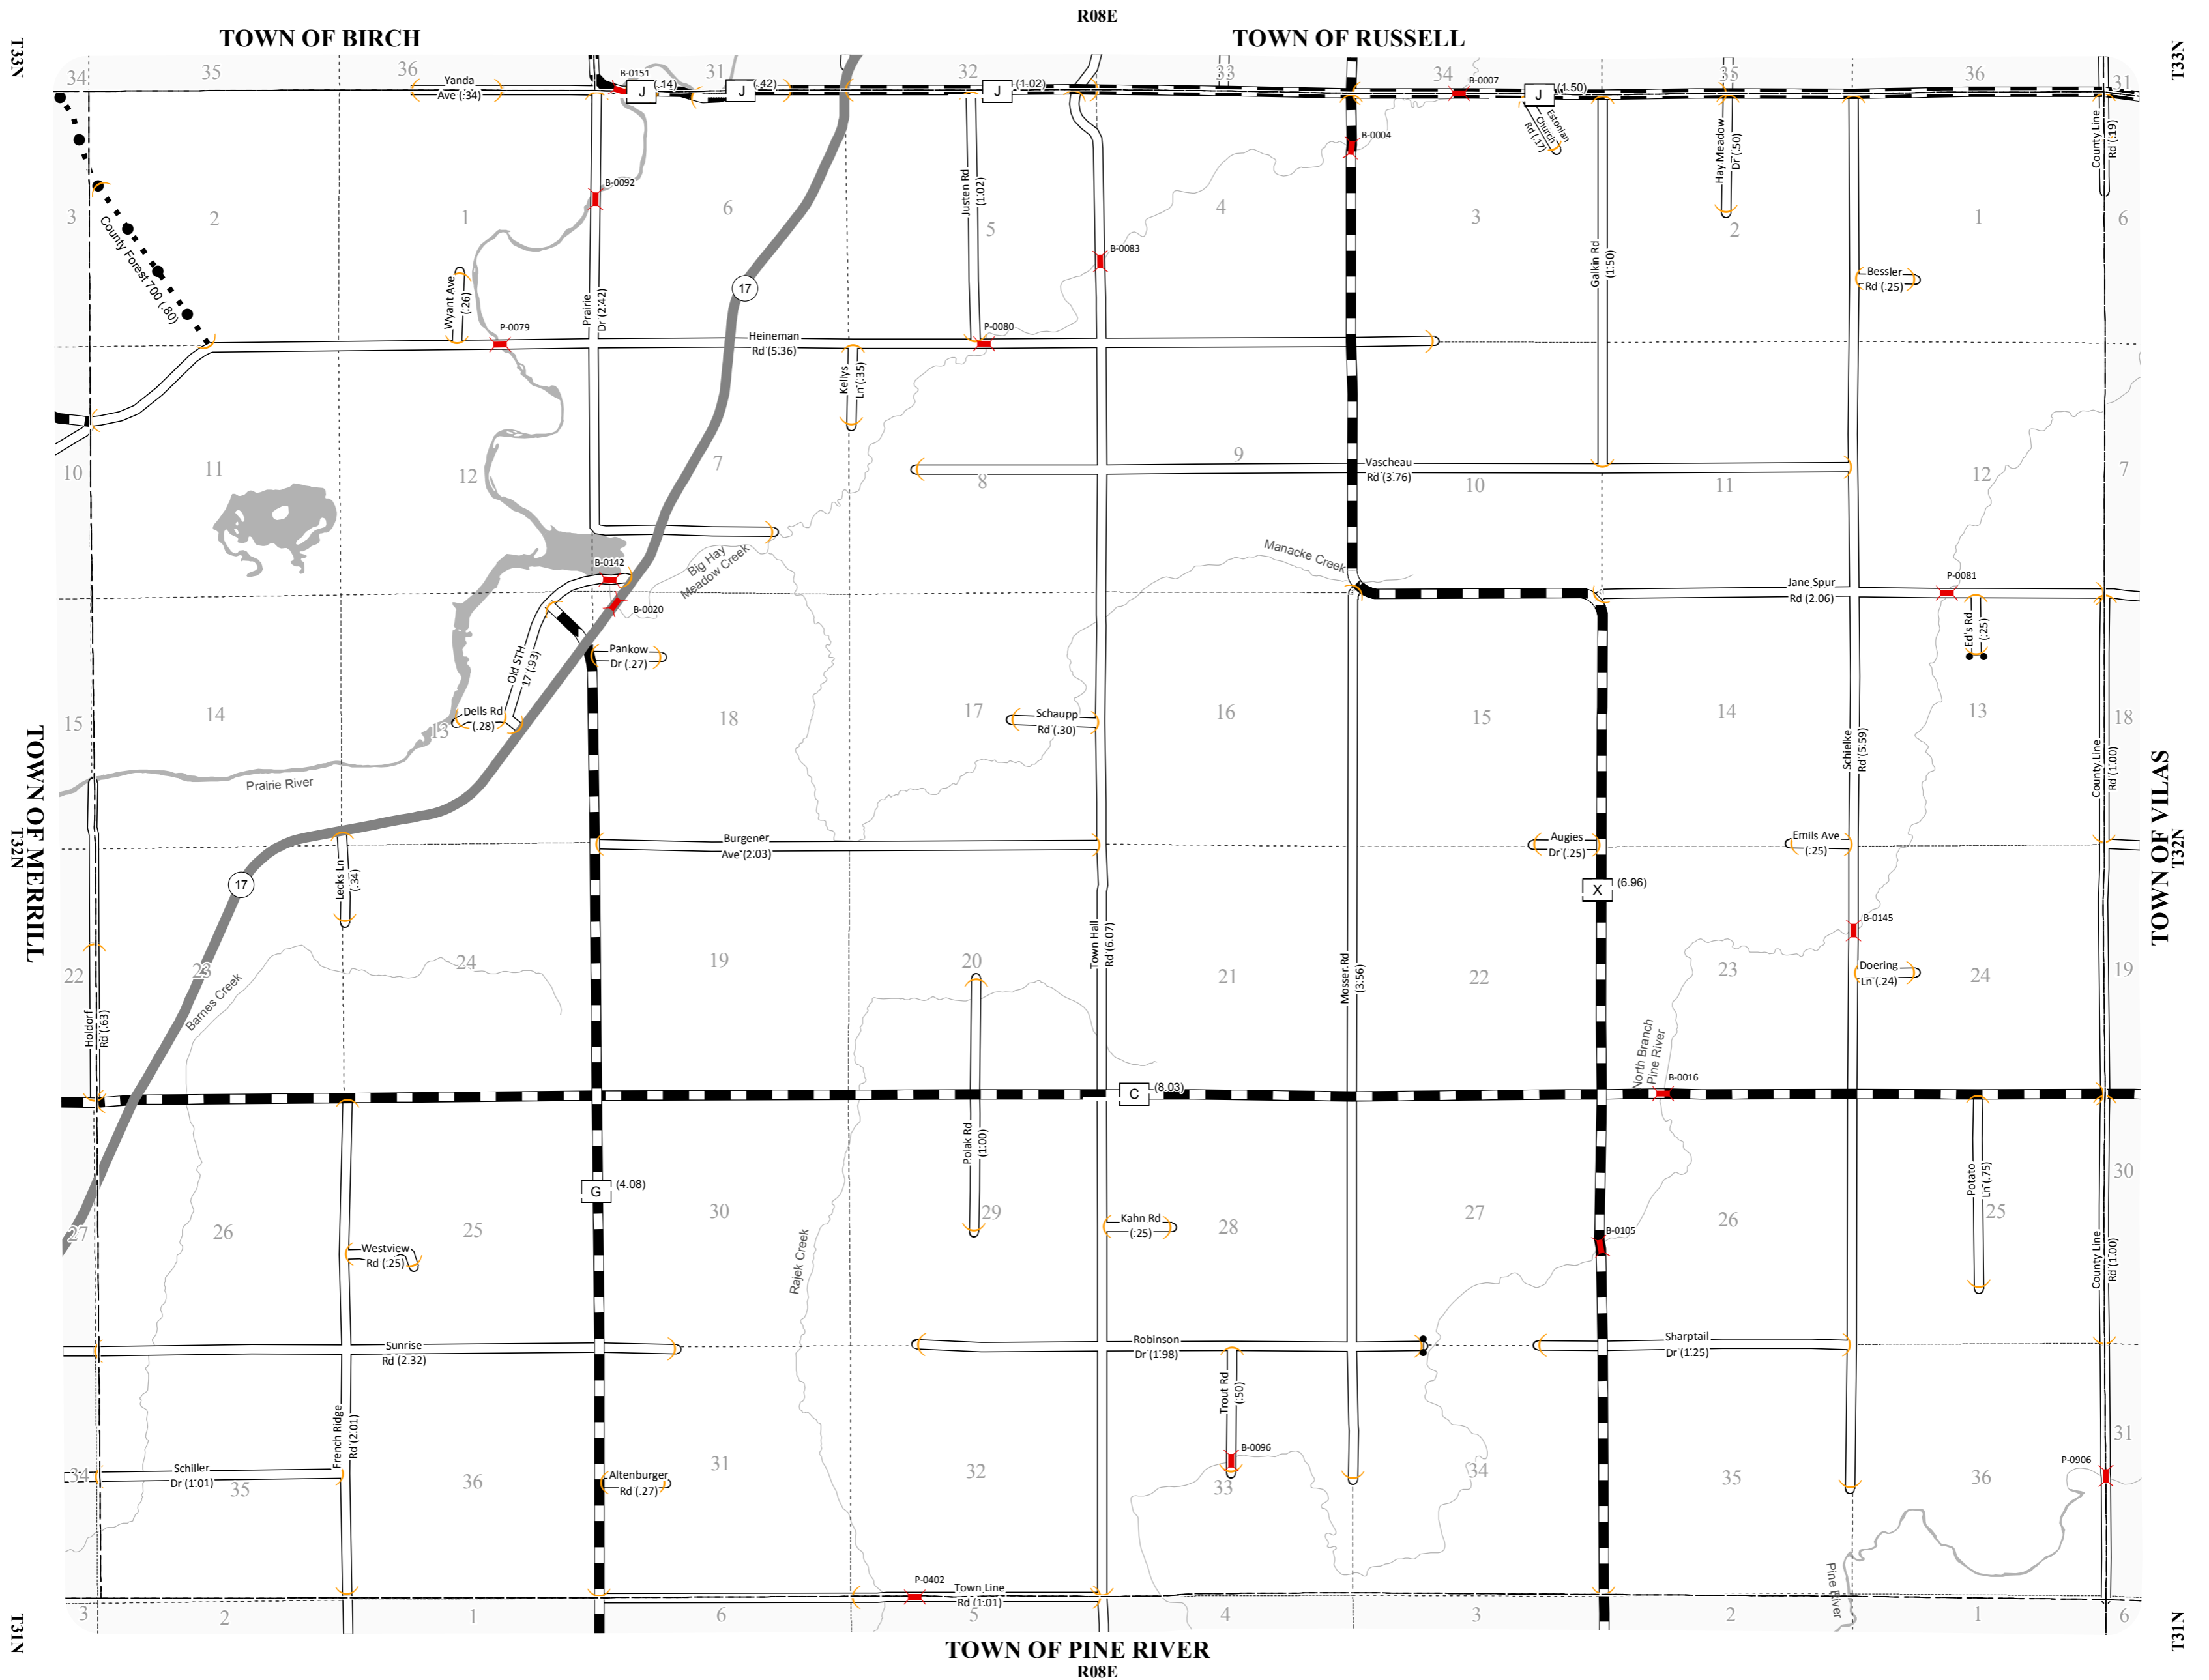 R08E
TOWN OF BIRCH
TOWN OF RUSSELL
T33N
T33N
34
35
36
31
32
33
34
35
36
31
Yanda
Ave (.34)
B-0151
J
(.14)
J
(.42)
J
(1.02)
B-0007
J
(1.50)
Estonian
Church
Rd (.17)
Hay Meadow
Dr (.50)
County Line
Rd (.19)
B-0004
B-0092
3
2
1
6
5
4
3
2
1
6
County Forest 700 (.80)
Wyant Ave
(.26)
Prairie
Dr (2.42)
17
Justen Rd
(1.02)
B-0083
Galkin Rd
(1.50)
Bessler
Rd (.25)
P-0079
Heineman
Rd (5.36)
P-0080
Kellys
Ln (.35)
10
11
12
7
8
9
Vascheau
Rd (3.76)
10
11
12
7
B-0142
Big Hay
Meadow Creek
Manacke Creek
B-0020
Jane Spur
Rd (2.06)
P-0081
Ed's Rd
(.25)
Old STH
17 (.93)
Pankow
Dr (.27)
Dells Rd
(.28)
15
14
13
18
17
Schaupp
Rd (.30)
16
15
14
13
18
Prairie River
Schielke
Rd (5.59)
County Line
Rd (1.00)
TOWN OF MERRILL
T32N
TOWN OF VILAS
T32N
Burgener
Ave (2.03)
Augies
Dr (.25)
Emils Ave
(.25)
17
Lecks Ln
(.34)
X
(6.96)
B-0145
22
23
24
19
20
Town Hall
Rd (6.07)
21
Mosser Rd
(3.56)
22
23
Doering
Ln (.24)
24
19
Barnes Creek
Holdorf
Rd (.63)
North Branch
Pine River
C
(8.03)
B-0016
Polak Rd
(1.00)
G
(4.08)
Potato
Ln (.75)
27
26
25
30
29
Kahn Rd
(.25)
28
27
26
25
30
B-0105
Westview
Rd (.25)
Rajek Creek
County Line
Rd (1.00)
Sunrise
Rd (2.32)
Robinson
Dr (1.98)
Sharptail
Dr (1.25)
Trout Rd
(.50)
French Ridge
Rd (2.01)
B-0096
34
Schiller
Dr (1.01)
35
36
Altenburger
Rd (.27)
31
32
33
34
35
36
31
P-0906
Pine River
P-0402
Town Line
Rd (1.01)
3
2
1
6
5
4
3
2
1
6
T31N
T31N
TOWN OF PINE RIVER
R08E